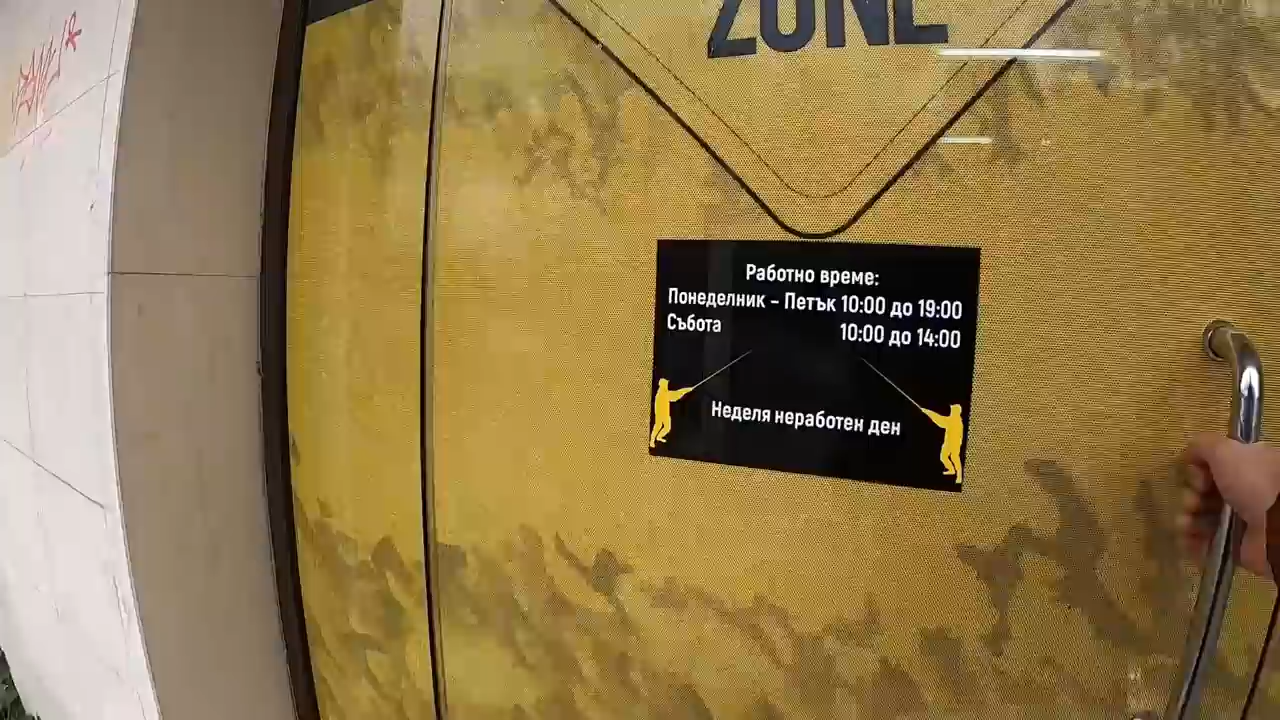 ZONE
Работно време:
Понеделник - Петък 10:00 до 19:00
Събота 10:00 до 14:00
Неделя неработен ден